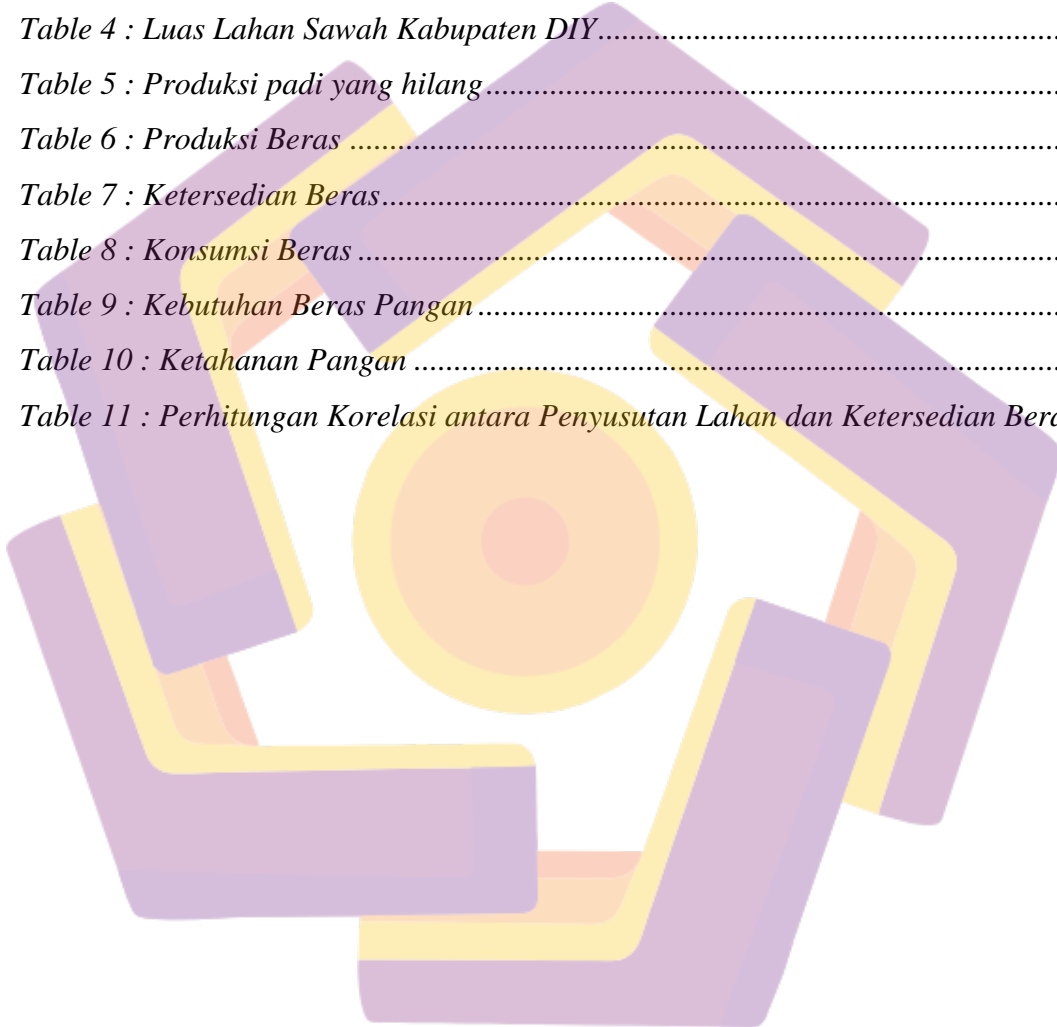 Table 4 : Luas Lahan Sawah Kabupaten DIY..........................................................
Table 5 : Produksi padi yang hilang........................................................................
Table 6 : Produksi Beras .........................................................................................
Table 7 : Ketersedian Beras.....................................................................................
Table 8 : Konsumsi Beras ........................................................................................
Table 9 : Kebutuhan Beras Pangan .........................................................................
Table 10 : Ketahanan Pangan .................................................................................
Table 11 : Perhitungan Korelasi antara Penyusutan Lahan dan Ketersedian